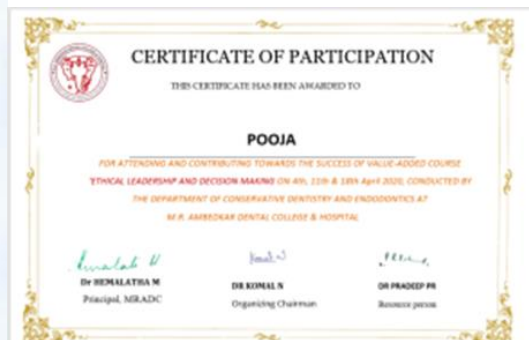 CERTIFICATE OF PARTICIPATION
THIS CERTIFICATE HAS BEEN AWARDED TO
POOJA
FOR ATTENDING AND CONTRIBUTING TOWARDS THE SUCCESS OF VALUE-ADDED COURSE
'ETHICAL LEADERSHIP AND DECISION MAKING ON 4th, 11th & 18th April 2020, CONDUCTED BY
THE DEPARTMENT OF CONSERVATIVE DENTISTRY AND ENDODONTICS AT
M.R. AMBEDKAR DENTAL COLLEGE & HOSPITAL
Dr HEMALATHA M
Principal, MRADC
DR KOMAL N
Organizing Chairman
DR PRADEEP PR
Resource person